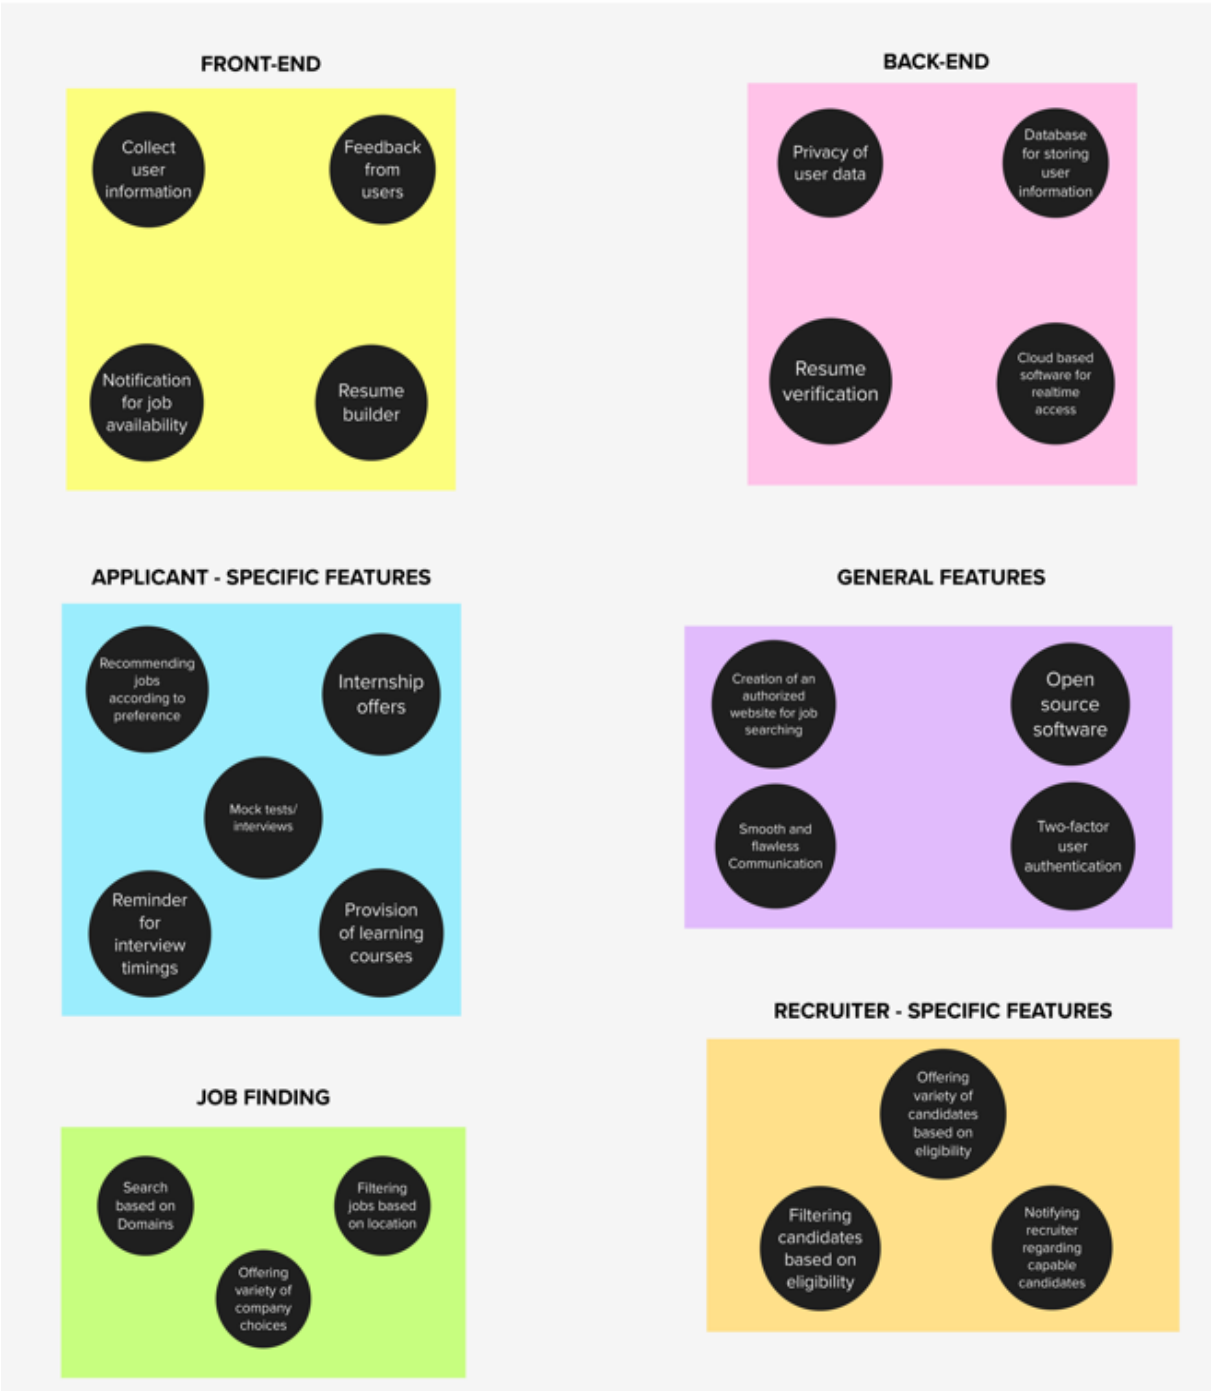 FRONT-END
Collect
user
information
Feedback
from
users
Notification
for job
availability
Resume
builder
BACK-END
Privacy of
user data
Database
for storing
user
information
Resume
verification
Cloud based
software for
realtime
access
APPLICANT - SPECIFIC FEATURES
Recommending
jobs
according to
preference
Internship
offers
Mock tests/
interviews
Reminder
for
interview
timings
Provision
of learning
courses
GENERAL FEATURES
Creation of an
authorized
website for job
searching
Open
source
software
Smooth and
flawless
Communication
Two-factor
user
authentication
JOB FINDING
Search
based on
Domains
Filtering
jobs based
on location
Offering
variety of
company
choices
RECRUITER - SPECIFIC FEATURES
Offering
variety of
candidates
based on
eligibility
Filtering
candidates
based on
eligibility
Notifying
recruiter
regarding
capable
candidates